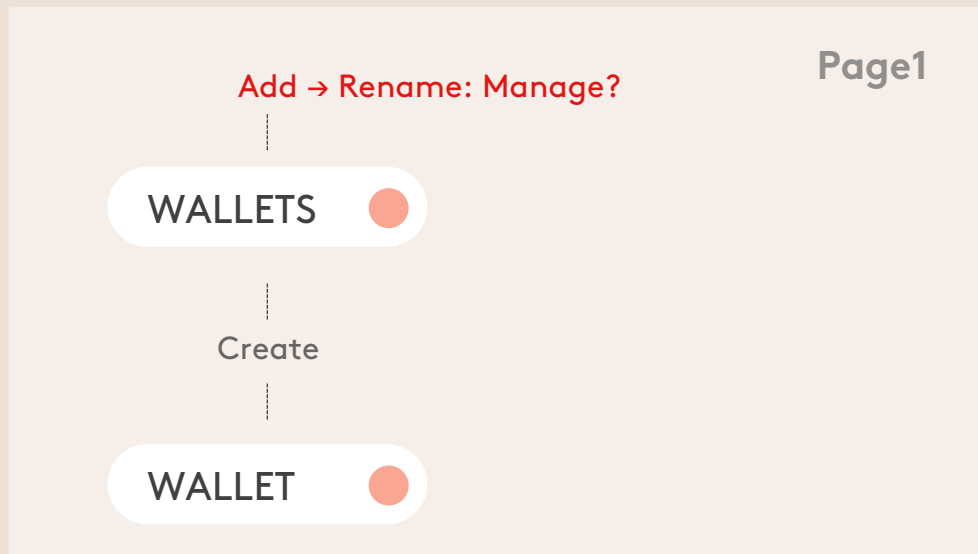 Page1
Add → Rename: Manage?
WALLETS
Create
WALLET